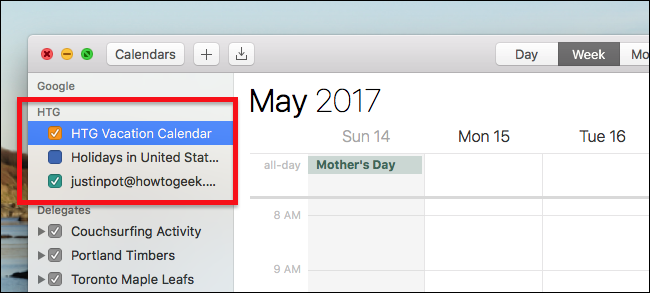 Calendars
Day
Week
Mo
Google
HTG
HTG Vacation Calendar
Holidays in United Stat...
justinpot@howtogeek....
Delegates
Couchsurfing Activity
Portland Timbers
Toronto Maple Leafs
May 2017
Sun 14
Mon 15
Tue 16
all-day
Mother's Day
8 AM
9 AM